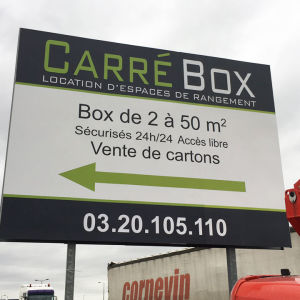 CARRÉ BOX
LOCATION D'ESPACES DE RANGEMENT
Box de 2 à 50 m²
Sécurisés 24h/24 Accès libre
Vente de cartons
03.20.105.110
cornevin